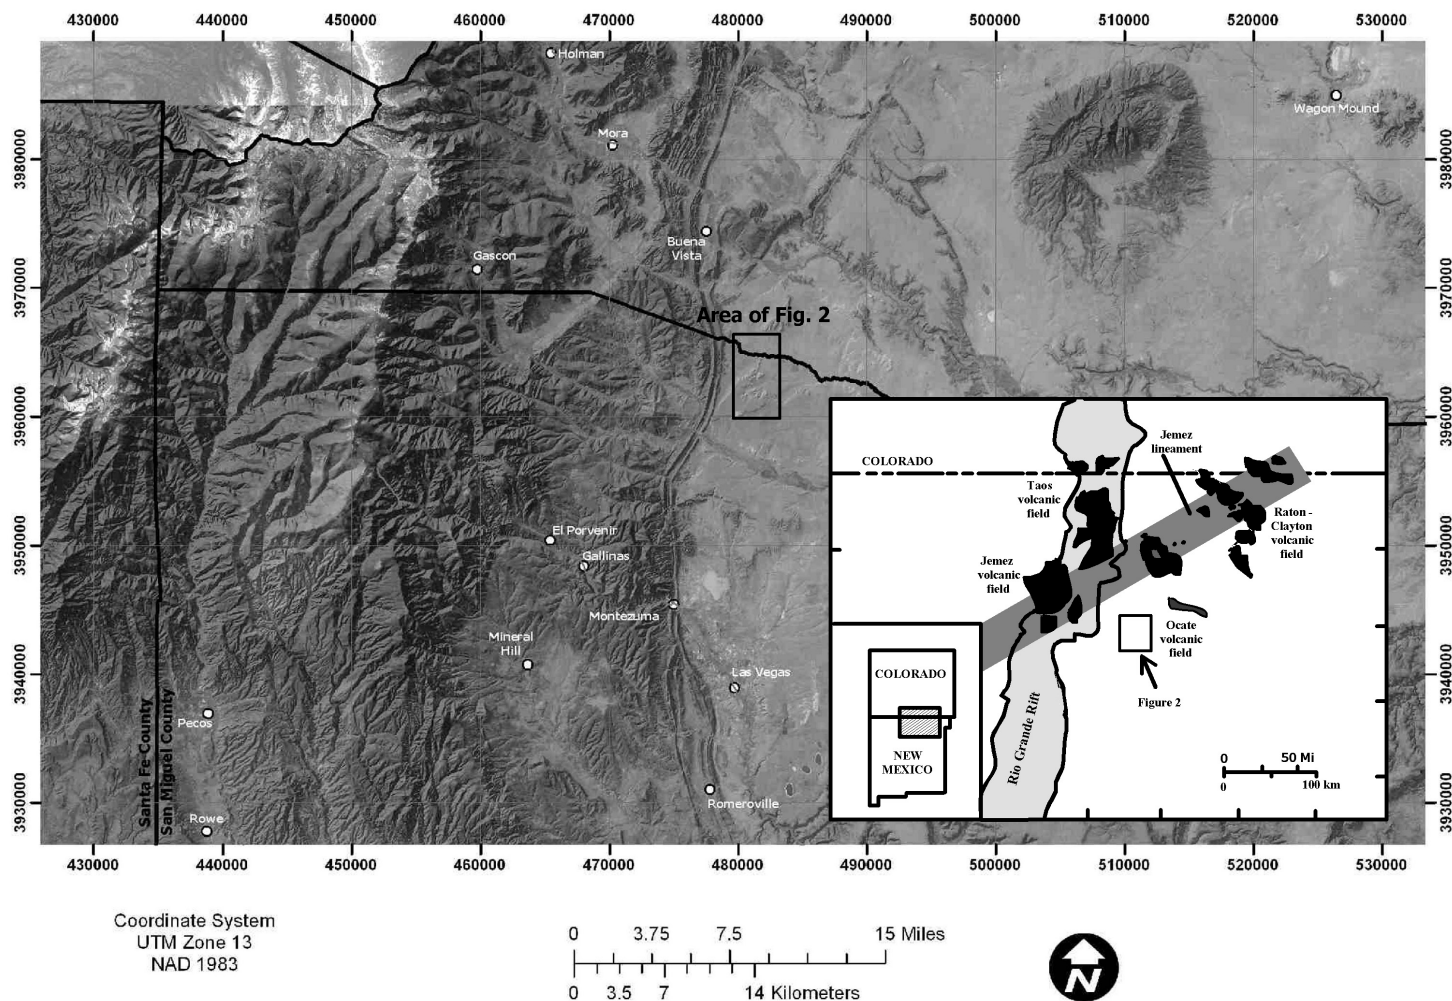 430000 440000 450000 460000 470000 480000 490000 500000 510000 520000 530000
Holman
Wagon Mound
Mora
3980000 3980000
Buena
Vista
Gascon
3970000 3970000
Area of Fig. 2
3960000 3960000
Jemez
lineament
COLORADO
Taos
volcanic
field
Raton -
Clayton
volcanic
field
El Porvenir
3950000 3950000
Gallinas
Jemez
volcanic
field
Montezuma
Ocate
volcanic
field
Mineral
Hill
Las Vegas
3940000 3940000
COLORADO
Figure 2
Pecos
Santa Fe County
San Miguel County
Rio Grande Rift
NEW
MEXICO
0 50 Mi
0 100 km
Romeroville
3930000 3930000
Rowe
430000 440000 450000 460000 470000 480000 490000 500000 510000 520000 530000
Coordinate System
UTM Zone 13
NAD 1983
0 3.75 7.5 15 Miles
0 3.5 7 14 Kilometers
N